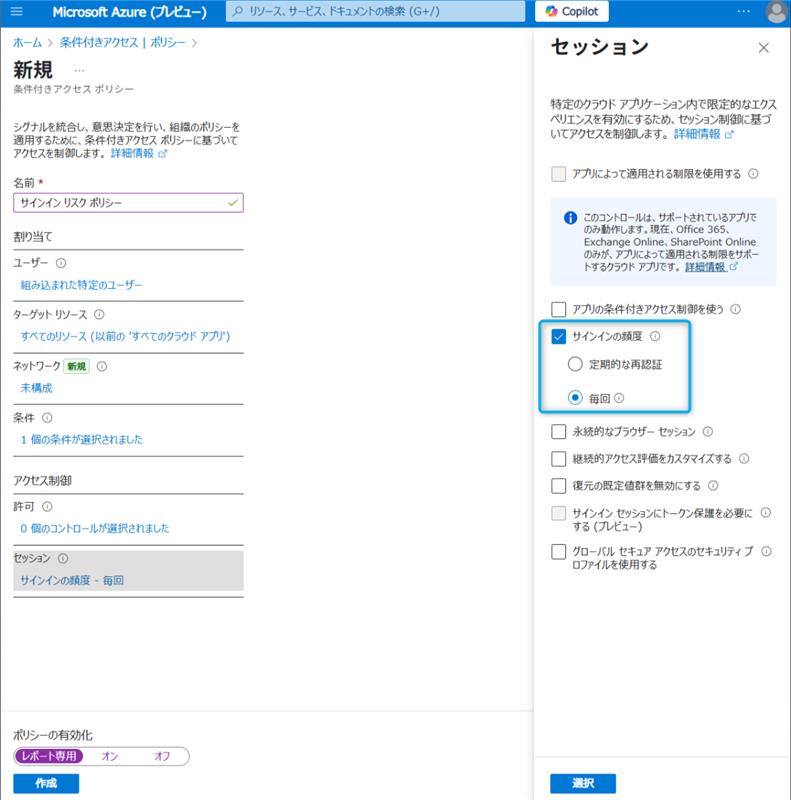 Microsoft Azure (プレビュー)
リソース、サービス、ドキュメントの検索 (G+/)
Copilot
…
ホーム > 条件付きアクセス | ポリシー >
新規 …
条件付きアクセス ポリシー
シグナルを統合し、意思決定を行い、組織のポリシーを
適用するために、条件付きアクセス ポリシーに基づいて
アクセスを制御します。 詳細情報
名前 *
サインイン リスク ポリシー
割り当て
ユーザー
組み込まれた特定のユーザー
ターゲット リソース
すべてのリソース (以前の 'すべてのクラウド アプリ')
ネットワーク 新規
未構成
条件
1 個の条件が選択されました
アクセス制御
許可
0 個のコントロールが選択されました
セッション
サインインの頻度 - 毎回
ポリシーの有効化
レポート専用 オン オフ
作成
セッション
特定のクラウド アプリケーション内で限定的なエクス
ペリエンスを有効にするため、セッション制御に基づ
いてアクセスを制御します。 詳細情報
アプリによって適用される制限を使用する
このコントロールは、サポートされているアプリで
のみ動作します。現在、Office 365、
Exchange Online、SharePoint Online
のみが、アプリによって適用される制限をサポー
トするクラウド アプリです。 詳細情報
アプリの条件付きアクセス制御を使う
サインインの頻度
定期的な再認証
毎回
永続的なブラウザー セッション
継続的アクセス評価をカスタマイズする
復元の既定値群を無効にする
サインイン セッションにトークン保護を必要に
する (プレビュー)
グローバル セキュア アクセスのセキュリティ プ
ロファイルを使用する
選択